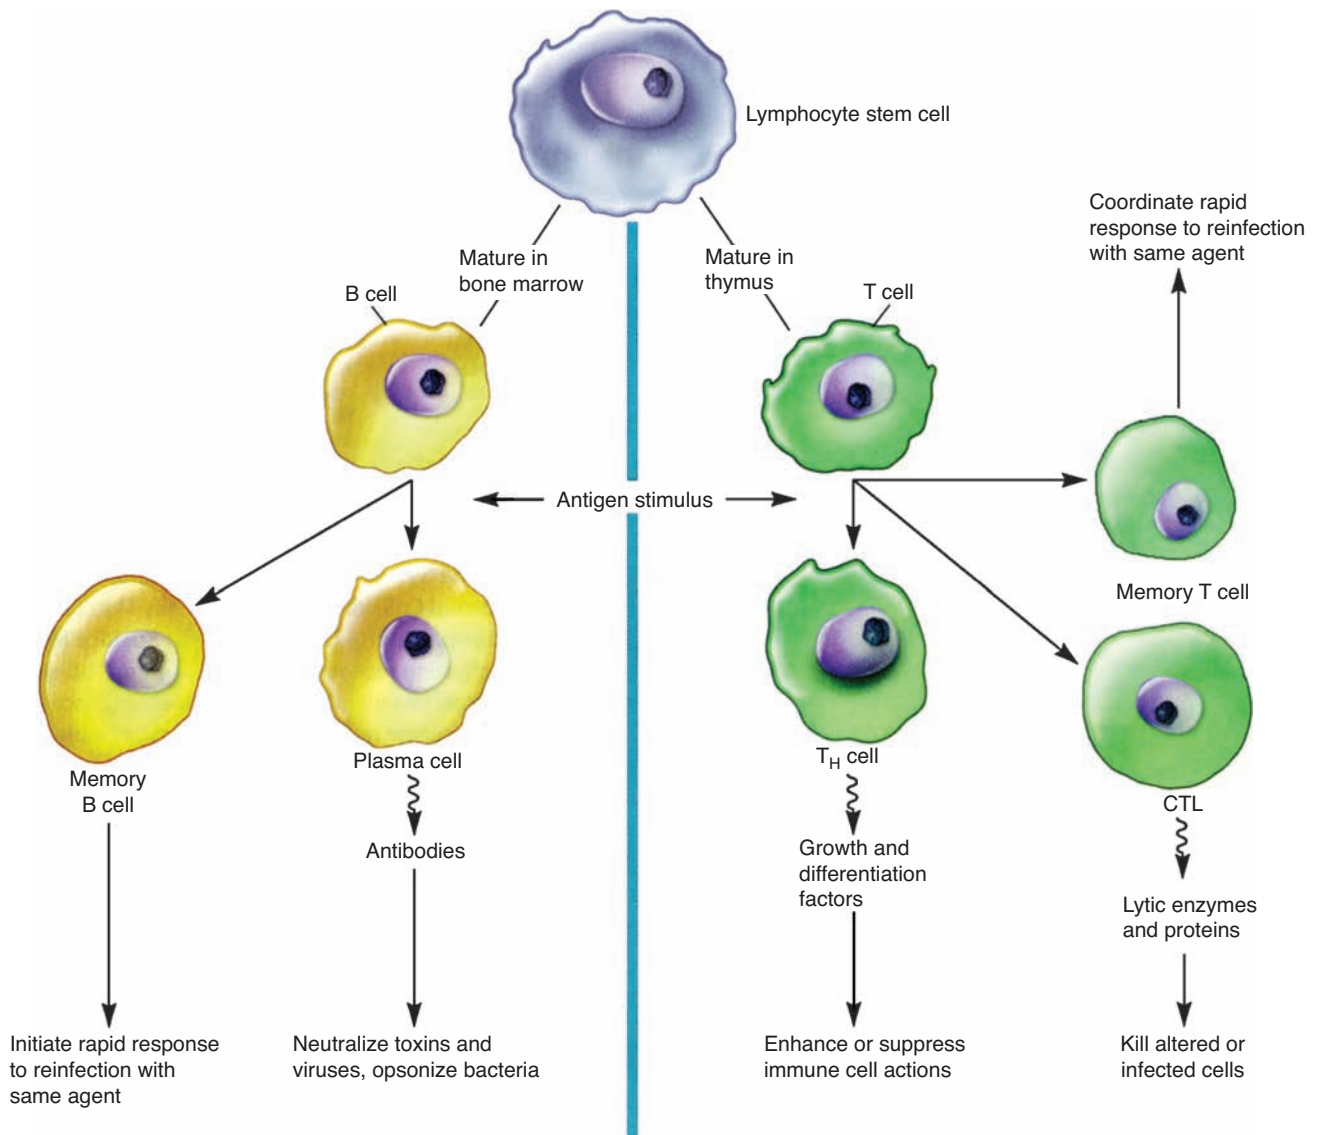 Lymphocyte stem cell
Coordinate rapid
response to reinfection
with same agent
Mature in
bone marrow
Mature in
thymus
B cell
T cell
Antigen stimulus
Memory T cell
Memory
B cell
Plasma cell
TH cell
CTL
Antibodies
Growth and
differentiation
factors
Lytic enzymes
and proteins
Initiate rapid response
to reinfection with
same agent
Neutralize toxins and
viruses, opsonize bacteria
Enhance or suppress
immune cell actions
Kill altered or
infected cells